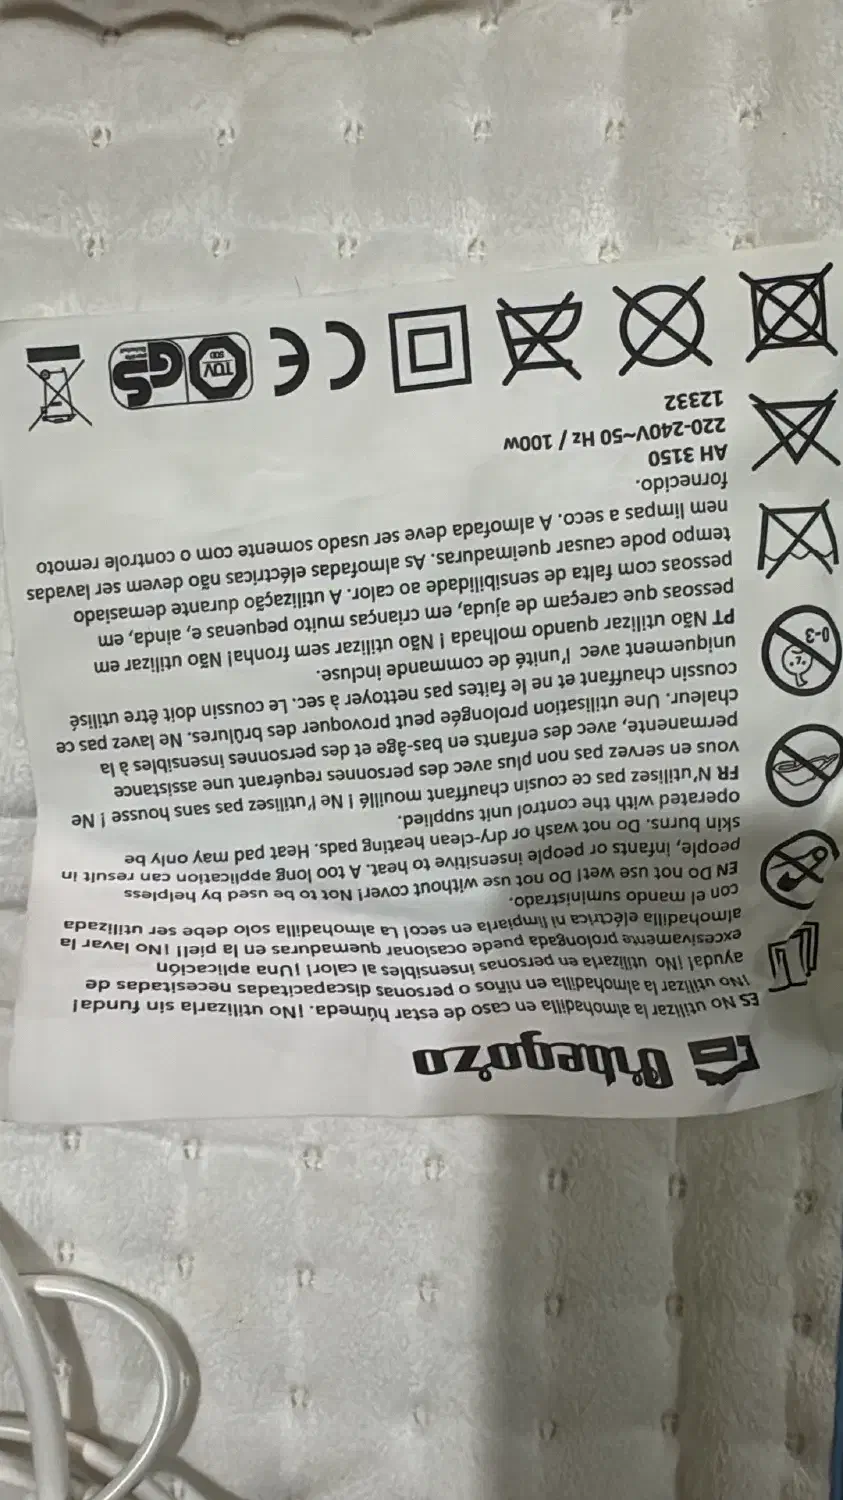 Orbegozo
ES No utilizar la almohadilla en caso de estar húmeda. ¡No utilizarla sin funda!
¡No utilizar la almohadilla en niños o personas discapacitadas necesitadas de
ayuda! ¡No utilizarla en personas insensibles al calor! ¡Una aplicación
excesivamente prolongada puede ocasionar quemaduras en la piel! ¡No lavar la
almohadilla eléctrica ni limpiarla en seco! La almohadilla solo debe ser utilizada
con el mando suministrado.
EN Do not use wet! Do not use without cover! Not to be used by helpless
people, infants or people insensitive to heat. A too long application can result in
skin burns. Do not wash or dry-clean heating pads. Heat pad may only be
operated with the control unit supplied.
FR N'utilisez pas ce cousin chauffant mouillé ! Ne l'utilisez pas sans housse ! Ne
vous en servez pas non plus avec des personnes requérant une assistance
permanente, avec des enfants en bas-âge et des personnes insensibles à la
chaleur. Une utilisation prolongée peut provoquer des brûlures. Ne lavez pas ce
coussin chauffant et ne le faites pas nettoyer à sec. Le coussin doit être utilisé
uniquement avec l'unité de commande incluse.
PT Não utilizar quando molhada ! Não utilizar sem fronha! Não utilizar em
pessoas que careçam de ajuda, em crianças muito pequenas e, ainda, em
pessoas com falta de sensibilidade ao calor. A utilização durante demasiado
tempo pode causar queimaduras. As almofadas eléctricas não devem ser lavadas
nem limpas a seco. A almofada deve ser usado somente com o controle remoto
fornecido.
AH 3150
220-240V~50 Hz / 100w
12332
0-3
CE
TÜV
SÜD
GS